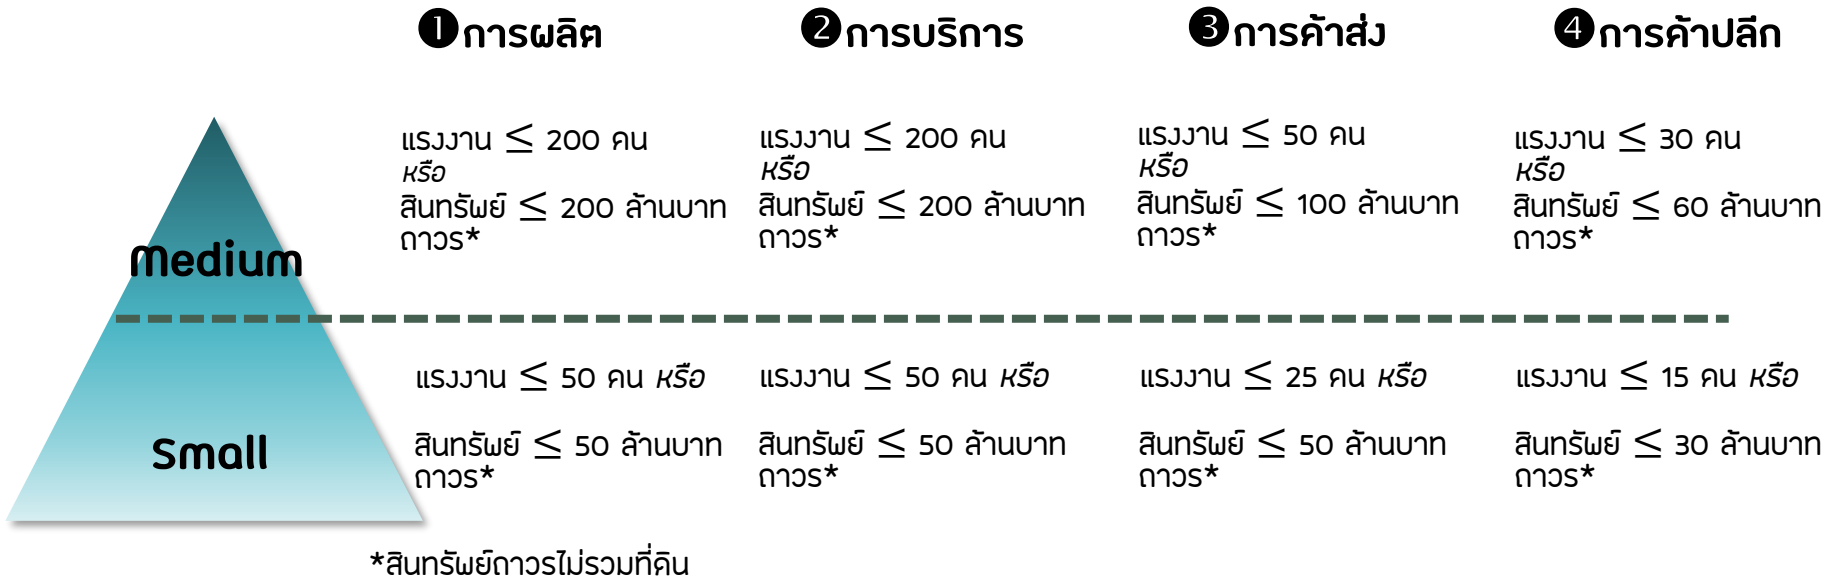 ❶การผลิต
❷การบริการ
❸การค้าส่ง
❹การค้าปลีก
แรงงาน ≤ 200 คน
หรือ
สินทรัพย์ ≤ 200 ล้านบาท
ถาวร*
แรงงาน ≤ 200 คน
หรือ
สินทรัพย์ ≤ 200 ล้านบาท
ถาวร*
แรงงาน ≤ 50 คน
หรือ
สินทรัพย์ ≤ 100 ล้านบาท
ถาวร*
แรงงาน ≤ 30 คน
หรือ
สินทรัพย์ ≤ 60 ล้านบาท
ถาวร*
Medium
แรงงาน ≤ 50 คน หรือ
สินทรัพย์ ≤ 50 ล้านบาท
ถาวร*
แรงงาน ≤ 50 คน หรือ
สินทรัพย์ ≤ 50 ล้านบาท
ถาวร*
แรงงาน ≤ 25 คน หรือ
สินทรัพย์ ≤ 50 ล้านบาท
ถาวร*
แรงงาน ≤ 15 คน หรือ
สินทรัพย์ ≤ 30 ล้านบาท
ถาวร*
Small
*สินทรัพย์ถาวรไม่รวมที่ดิน